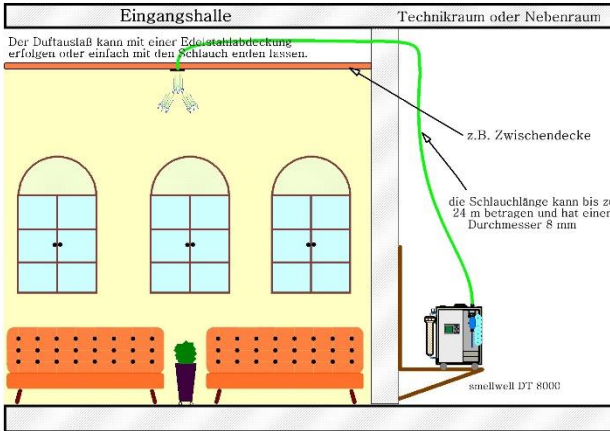 Eingangshalle
Technikraum oder Nebenraum
Der Duftauslaß kann mit einer Edelstahlabdeckung
erfolgen oder einfach mit den Schlauch enden lassen.
z.B. Zwischendecke
die Schlauchlänge kann bis zu
24 m betragen und hat einen
Durchmesser 8 mm
smellwell DT 8000